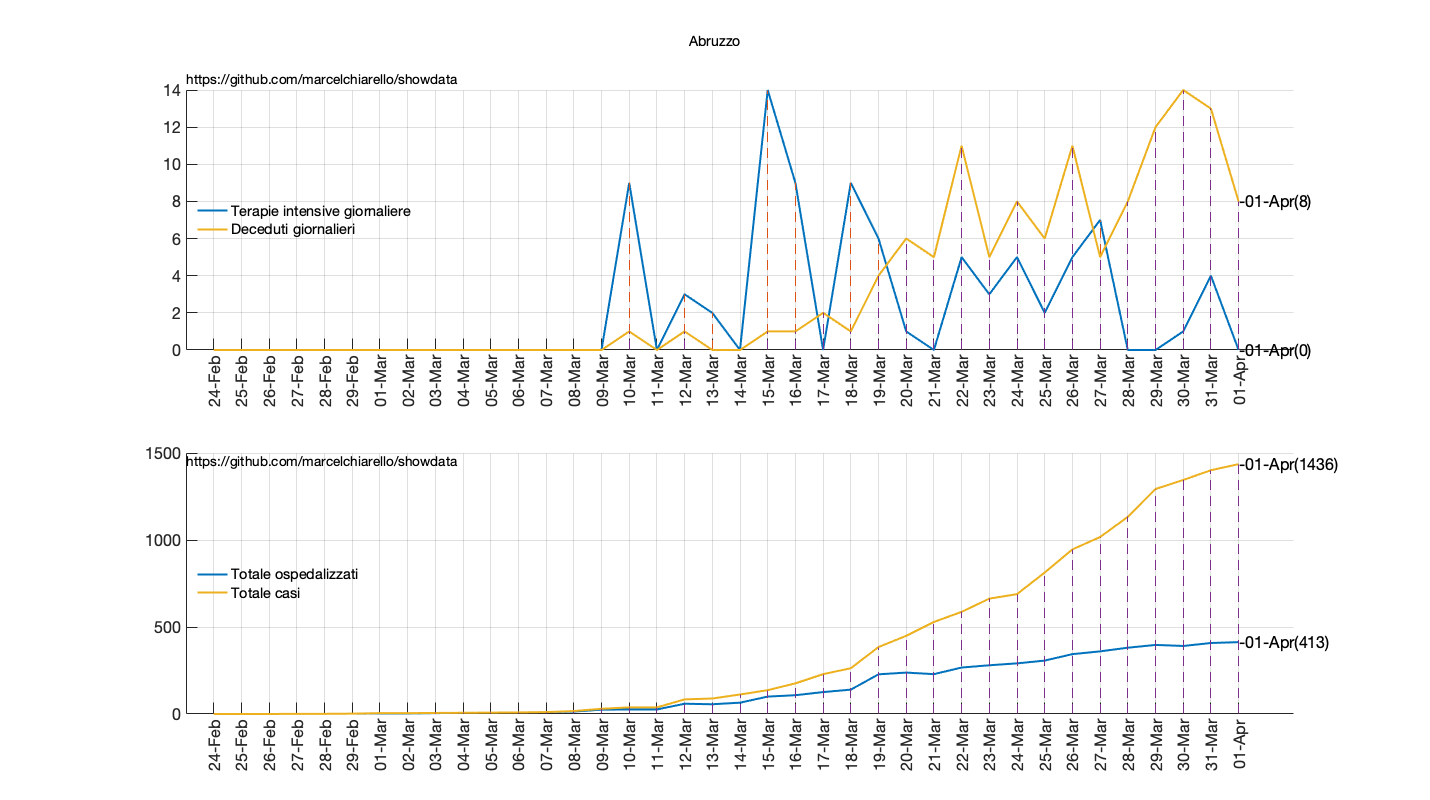 Abruzzo
https://github.com/marcelchiarello/showdata
14
12
10
8
6
4
2
0
Terapie intensive giornaliere
Deceduti giornalieri
-01-Apr(8)
-01-Apr(0)
24-Feb
25-Feb
26-Feb
27-Feb
28-Feb
29-Feb
01-Mar
02-Mar
03-Mar
04-Mar
05-Mar
06-Mar
07-Mar
08-Mar
09-Mar
10-Mar
11-Mar
12-Mar
13-Mar
14-Mar
15-Mar
16-Mar
17-Mar
18-Mar
19-Mar
20-Mar
21-Mar
22-Mar
23-Mar
24-Mar
25-Mar
26-Mar
27-Mar
28-Mar
29-Mar
30-Mar
31-Mar
01-Apr
https://github.com/marcelchiarello/showdata
1500
1000
500
0
Totale ospedalizzati
Totale casi
-01-Apr(1436)
-01-Apr(413)
24-Feb
25-Feb
26-Feb
27-Feb
28-Feb
29-Feb
01-Mar
02-Mar
03-Mar
04-Mar
05-Mar
06-Mar
07-Mar
08-Mar
09-Mar
10-Mar
11-Mar
12-Mar
13-Mar
14-Mar
15-Mar
16-Mar
17-Mar
18-Mar
19-Mar
20-Mar
21-Mar
22-Mar
23-Mar
24-Mar
25-Mar
26-Mar
27-Mar
28-Mar
29-Mar
30-Mar
31-Mar
01-Apr